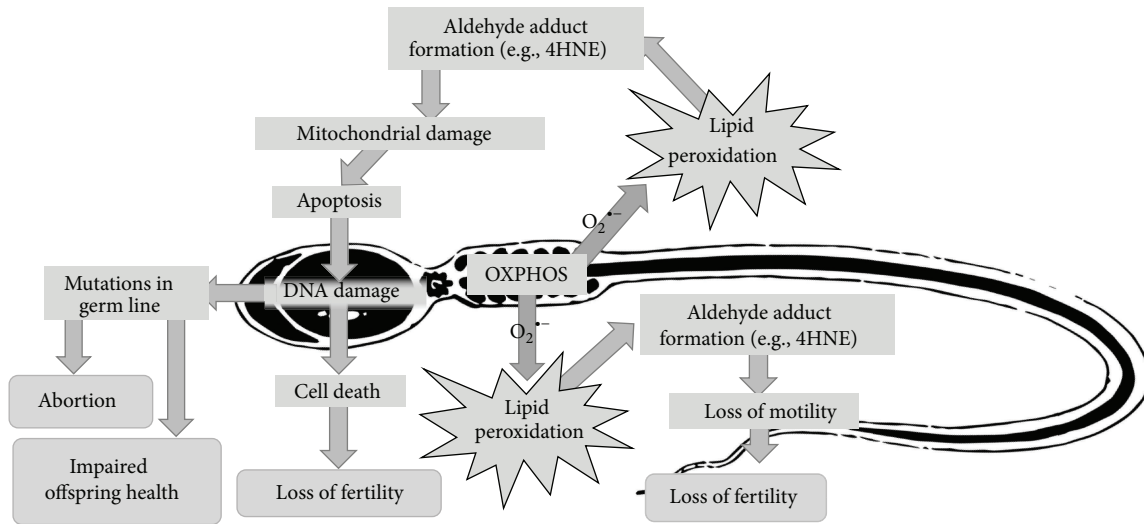 Aldehyde adduct
formation (e.g., 4HNE)
Lipid
peroxidation
Mitochondrial damage
Apoptosis
O₂•−
OXPHOS
Mutations in
germ line
DNA damage
O₂•−
Aldehyde adduct
formation (e.g., 4HNE)
Cell death
Abortion
Lipid
peroxidation
Loss of motility
Impaired
offspring health
Loss of fertility
Loss of fertility